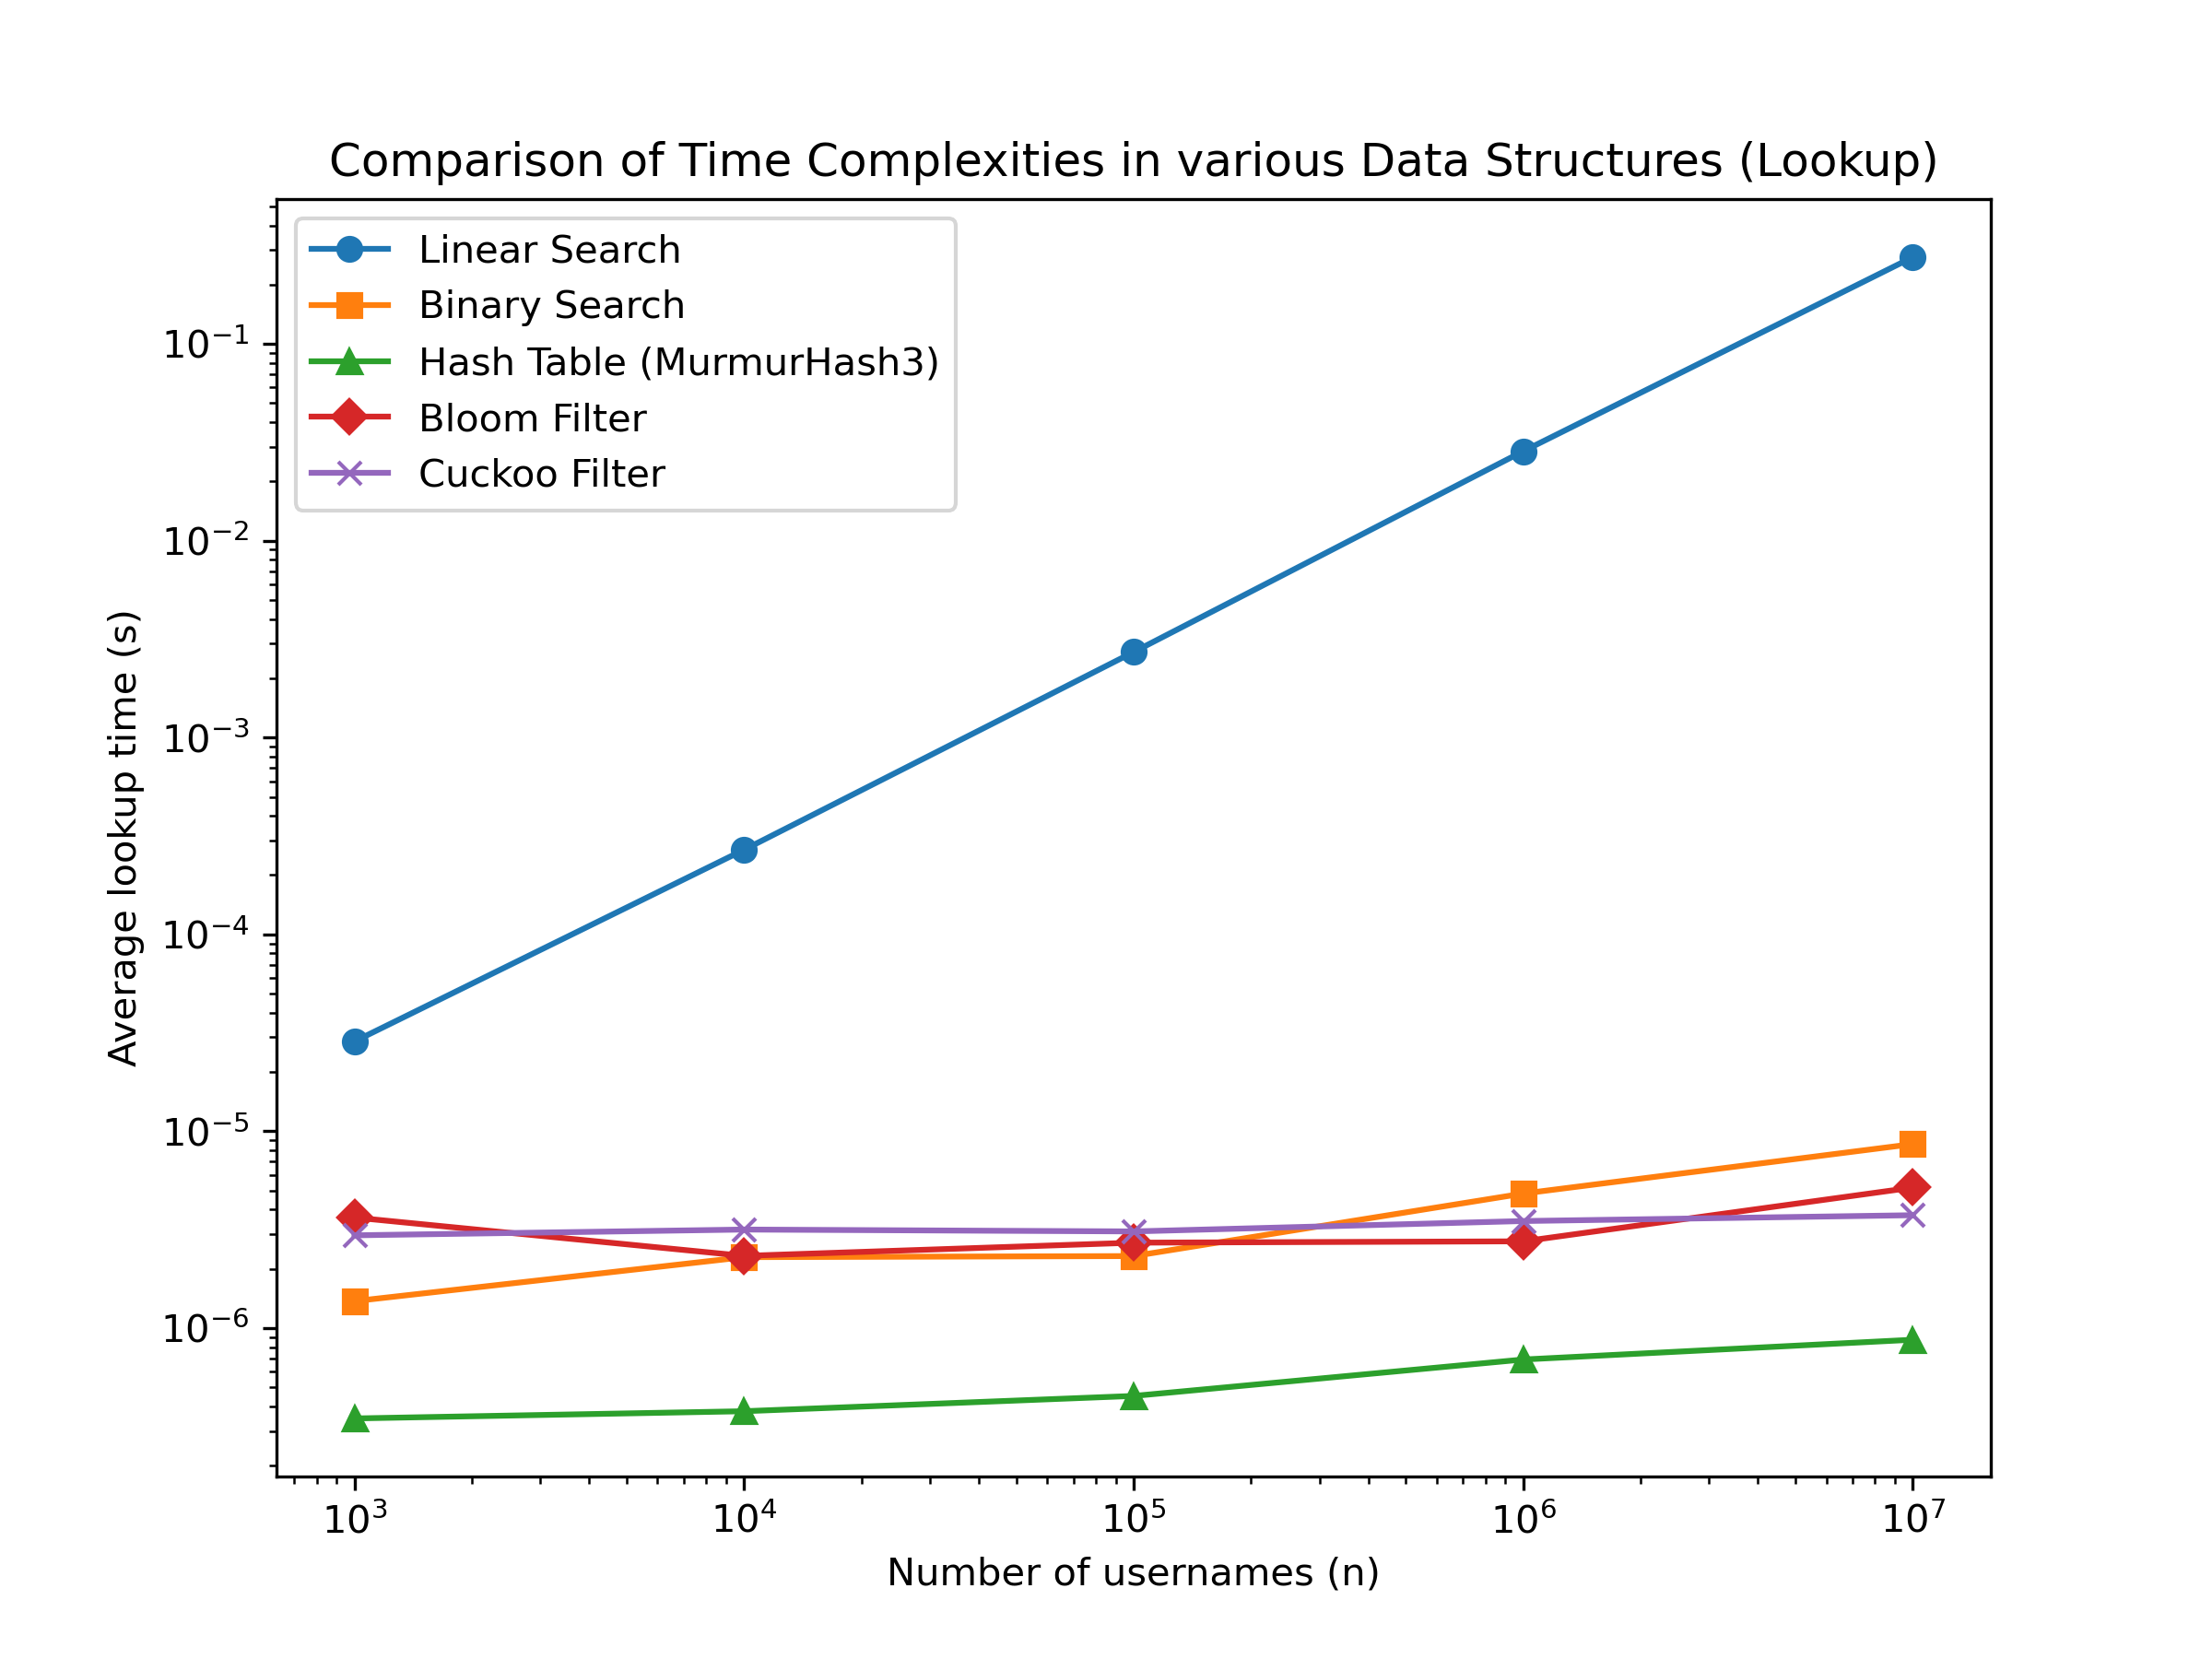 Comparison of Time Complexities in various Data Structures (Lookup)
Linear Search
Binary Search
Hash Table (MurmurHash3)
Bloom Filter
Cuckoo Filter
Average lookup time (s)
10⁻¹
10⁻²
10⁻³
10⁻⁴
10⁻⁵
10⁻⁶
10³ 10⁴ 10⁵ 10⁶ 10⁷
Number of usernames (n)